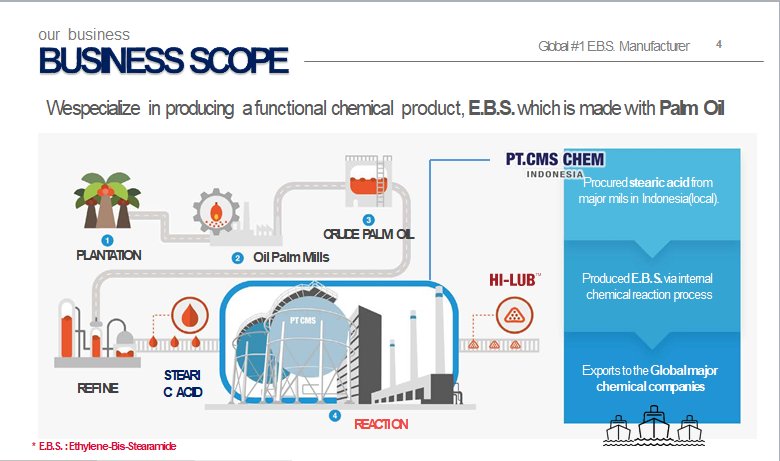 our business
BUSINESS SCOPE
Global #1 E.B.S. Manufacturer 4
Wespecialize in producing a functional chemical product, E.B.S. which is made with Palm Oil
PT.CMS CHEM
INDONESIA
Procured stearic acid from
major mils in Indonesia(local).
3
CRUDE PALM OIL
1
PLANTATION
2 Oil Palm Mills
HI-LUB™
Produced E.B.S. via internal
chemical reaction process
PT CMS
REFINE
STEARI
C ACID
Exports to the Global major
chemical companies
4
REACTION
* E.B.S. : Ethylene-Bis-Stearamide